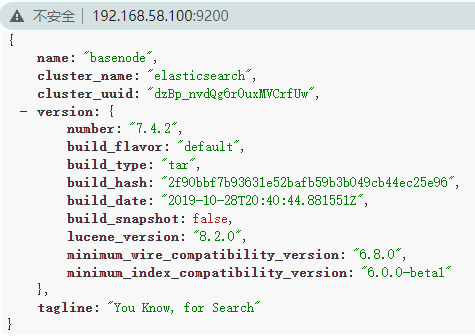 不安全 192.168.58.100:9200
{
name: "basenode",
cluster_name: "elasticsearch",
cluster_uuid: "dzBp_nvdQg6rOuxMVCrfUw",
– version: {
number: "7.4.2",
build_flavor: "default",
build_type: "tar",
build_hash: "2f90bbf7b93631e52bafb59b3b049cb44ec25e96",
build_date: "2019-10-28T20:40:44.881551Z",
build_snapshot: false,
lucene_version: "8.2.0",
minimum_wire_compatibility_version: "6.8.0",
minimum_index_compatibility_version: "6.0.0-beta1"
},
tagline: "You Know, for Search"
}